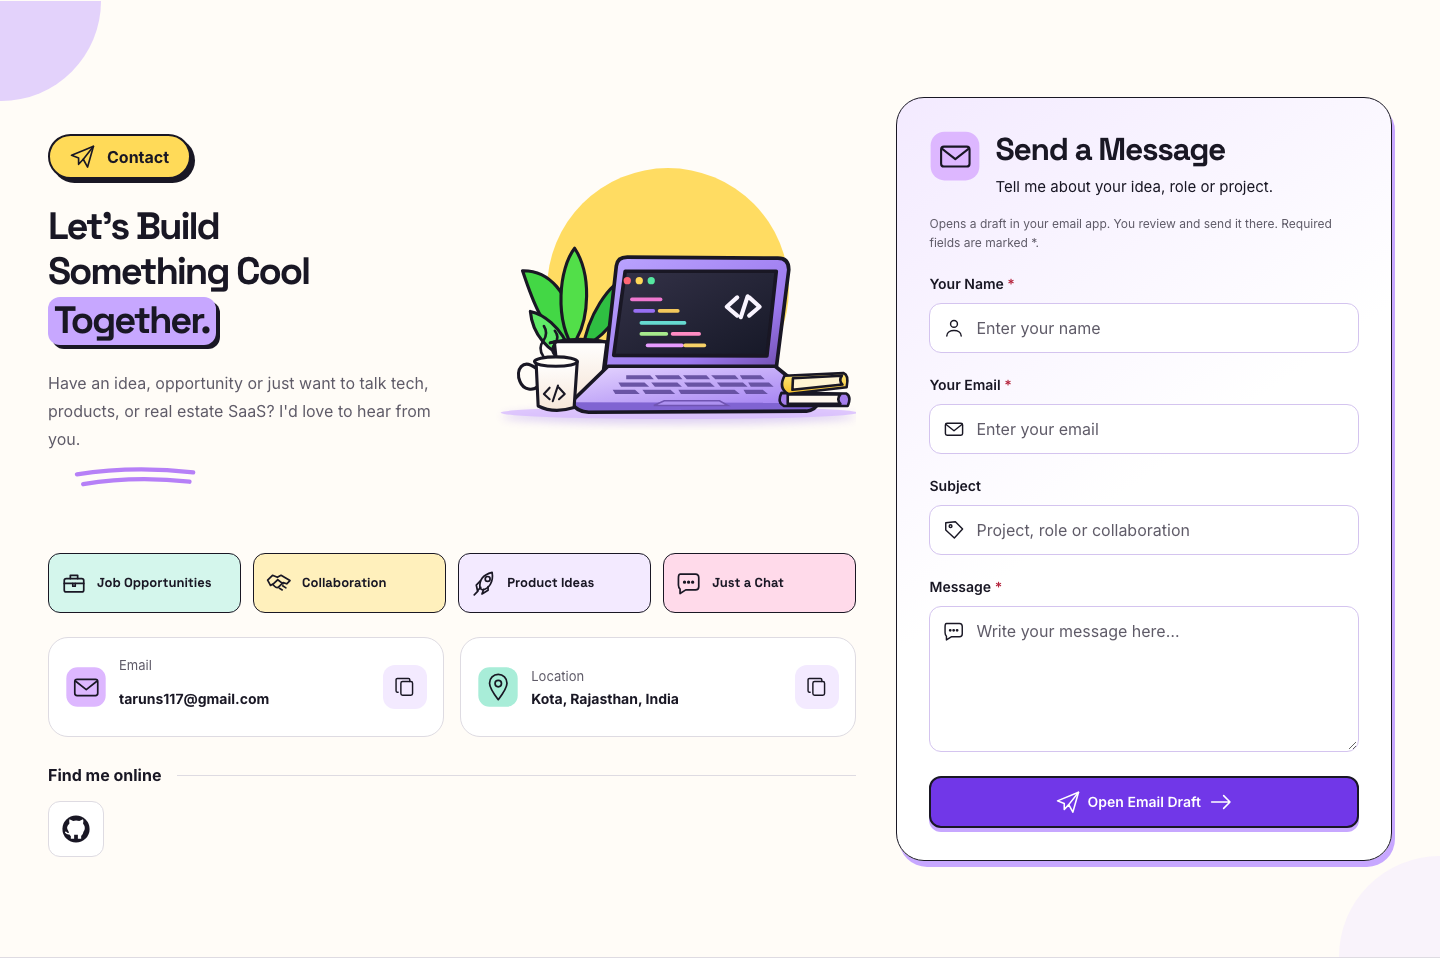 Contact
Let’s Build
Something Cool
Together.
Have an idea, opportunity or just want to talk tech,
products, or real estate SaaS? I'd love to hear from
you.
</>
</>
Job Opportunities
Collaboration
Product Ideas
Just a Chat
Email
taruns117@gmail.com
Location
Kota, Rajasthan, India
Find me online
Send a Message
Tell me about your idea, role or project.
Opens a draft in your email app. You review and send it there. Required
fields are marked *.
Your Name *
Enter your name
Your Email *
Enter your email
Subject
Project, role or collaboration
Message *
Write your message here...
Open Email Draft